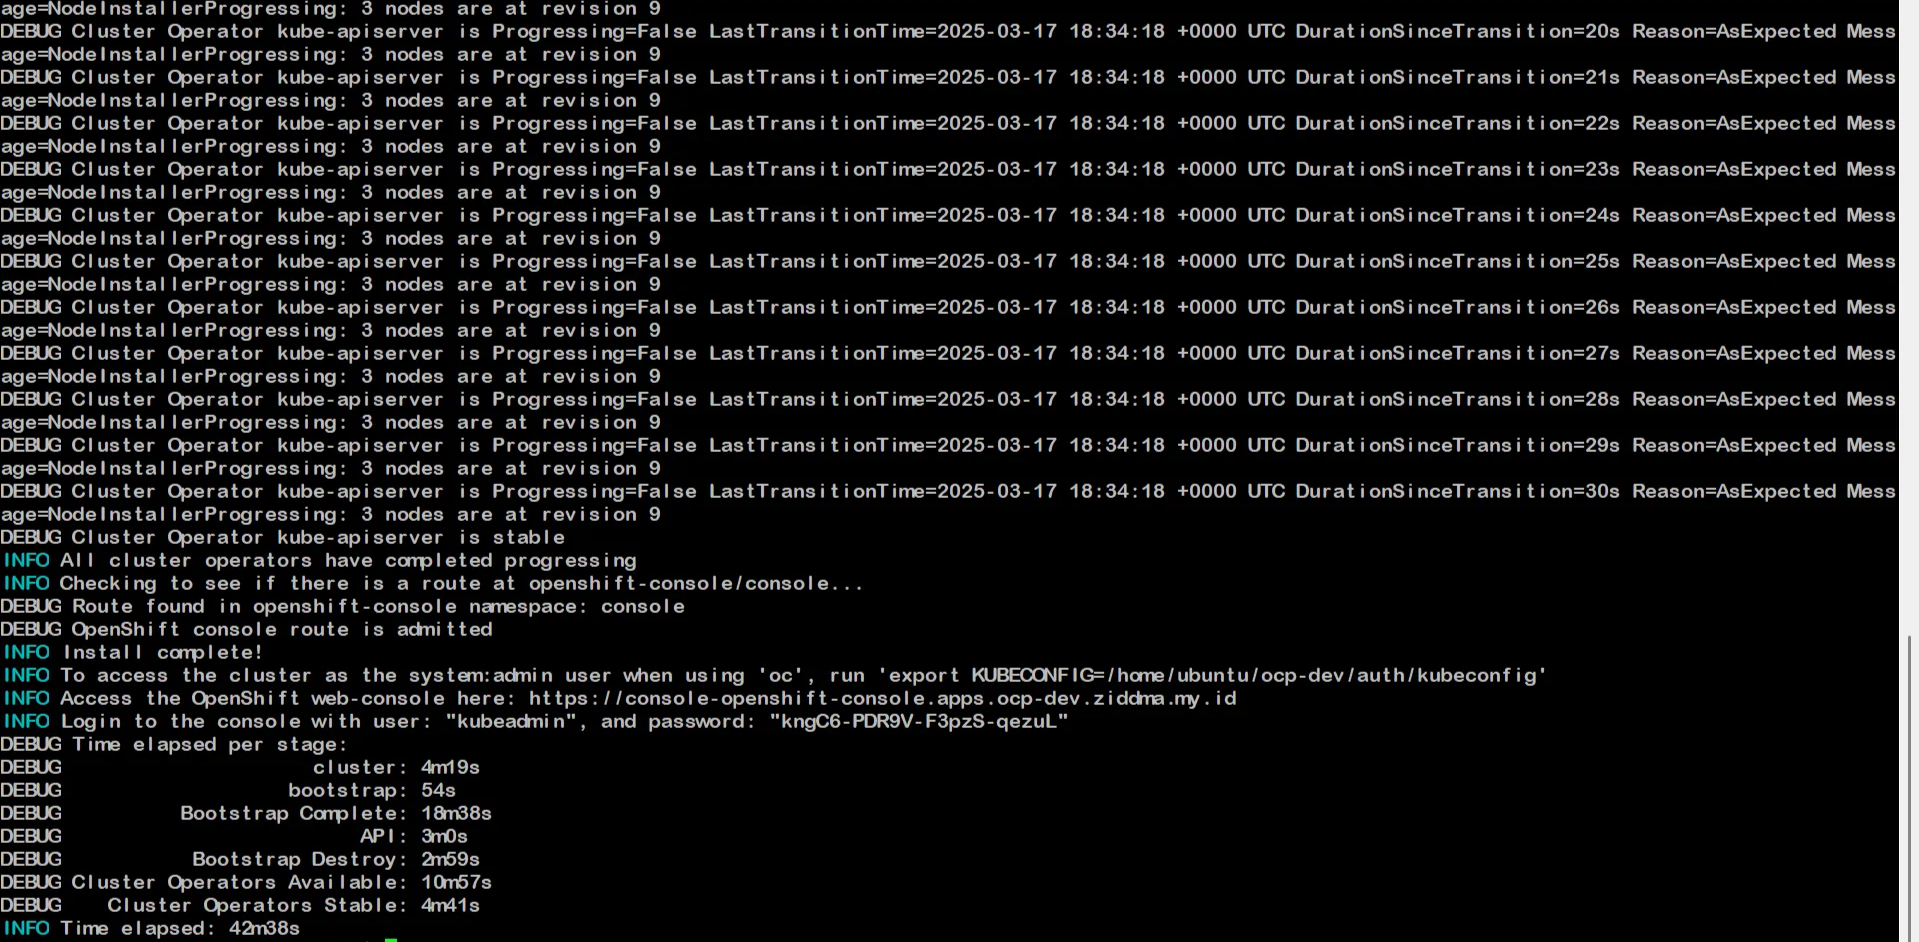 age=NodeInstallerProgressing: 3 nodes are at revision 9
DEBUG Cluster Operator kube-apiserver is Progressing=False LastTransitionTime=2025-03-17 18:34:18 +0000 UTC DurationSinceTransition=20s Reason=AsExpected Mess
age=NodeInstallerProgressing: 3 nodes are at revision 9
DEBUG Cluster Operator kube-apiserver is Progressing=False LastTransitionTime=2025-03-17 18:34:18 +0000 UTC DurationSinceTransition=21s Reason=AsExpected Mess
age=NodeInstallerProgressing: 3 nodes are at revision 9
DEBUG Cluster Operator kube-apiserver is Progressing=False LastTransitionTime=2025-03-17 18:34:18 +0000 UTC DurationSinceTransition=22s Reason=AsExpected Mess
age=NodeInstallerProgressing: 3 nodes are at revision 9
DEBUG Cluster Operator kube-apiserver is Progressing=False LastTransitionTime=2025-03-17 18:34:18 +0000 UTC DurationSinceTransition=23s Reason=AsExpected Mess
age=NodeInstallerProgressing: 3 nodes are at revision 9
DEBUG Cluster Operator kube-apiserver is Progressing=False LastTransitionTime=2025-03-17 18:34:18 +0000 UTC DurationSinceTransition=24s Reason=AsExpected Mess
age=NodeInstallerProgressing: 3 nodes are at revision 9
DEBUG Cluster Operator kube-apiserver is Progressing=False LastTransitionTime=2025-03-17 18:34:18 +0000 UTC DurationSinceTransition=25s Reason=AsExpected Mess
age=NodeInstallerProgressing: 3 nodes are at revision 9
DEBUG Cluster Operator kube-apiserver is Progressing=False LastTransitionTime=2025-03-17 18:34:18 +0000 UTC DurationSinceTransition=26s Reason=AsExpected Mess
age=NodeInstallerProgressing: 3 nodes are at revision 9
DEBUG Cluster Operator kube-apiserver is Progressing=False LastTransitionTime=2025-03-17 18:34:18 +0000 UTC DurationSinceTransition=27s Reason=AsExpected Mess
age=NodeInstallerProgressing: 3 nodes are at revision 9
DEBUG Cluster Operator kube-apiserver is Progressing=False LastTransitionTime=2025-03-17 18:34:18 +0000 UTC DurationSinceTransition=28s Reason=AsExpected Mess
age=NodeInstallerProgressing: 3 nodes are at revision 9
DEBUG Cluster Operator kube-apiserver is Progressing=False LastTransitionTime=2025-03-17 18:34:18 +0000 UTC DurationSinceTransition=29s Reason=AsExpected Mess
age=NodeInstallerProgressing: 3 nodes are at revision 9
DEBUG Cluster Operator kube-apiserver is Progressing=False LastTransitionTime=2025-03-17 18:34:18 +0000 UTC DurationSinceTransition=30s Reason=AsExpected Mess
age=NodeInstallerProgressing: 3 nodes are at revision 9
DEBUG Cluster Operator kube-apiserver is stable
INFO All cluster operators have completed progressing
INFO Checking to see if there is a route at openshift-console/console...
DEBUG Route found in openshift-console namespace: console
DEBUG OpenShift console route is admitted
INFO Install complete!
INFO To access the cluster as the system:admin user when using 'oc', run 'export KUBECONFIG=/home/ubuntu/ocp-dev/auth/kubeconfig'
INFO Access the OpenShift web-console here: https://console-openshift-console.apps.ocp-dev.ziddma.my.id
INFO Login to the console with user: "kubeadmin", and password: "kngC6-PDR9V-F3pzS-qezuL"
DEBUG Time elapsed per stage:
DEBUG cluster: 4m19s
DEBUG bootstrap: 54s
DEBUG Bootstrap Complete: 18m38s
DEBUG API: 3m0s
DEBUG Bootstrap Destroy: 2m59s
DEBUG Cluster Operators Available: 10m57s
DEBUG Cluster Operators Stable: 4m41s
INFO Time elapsed: 42m38s